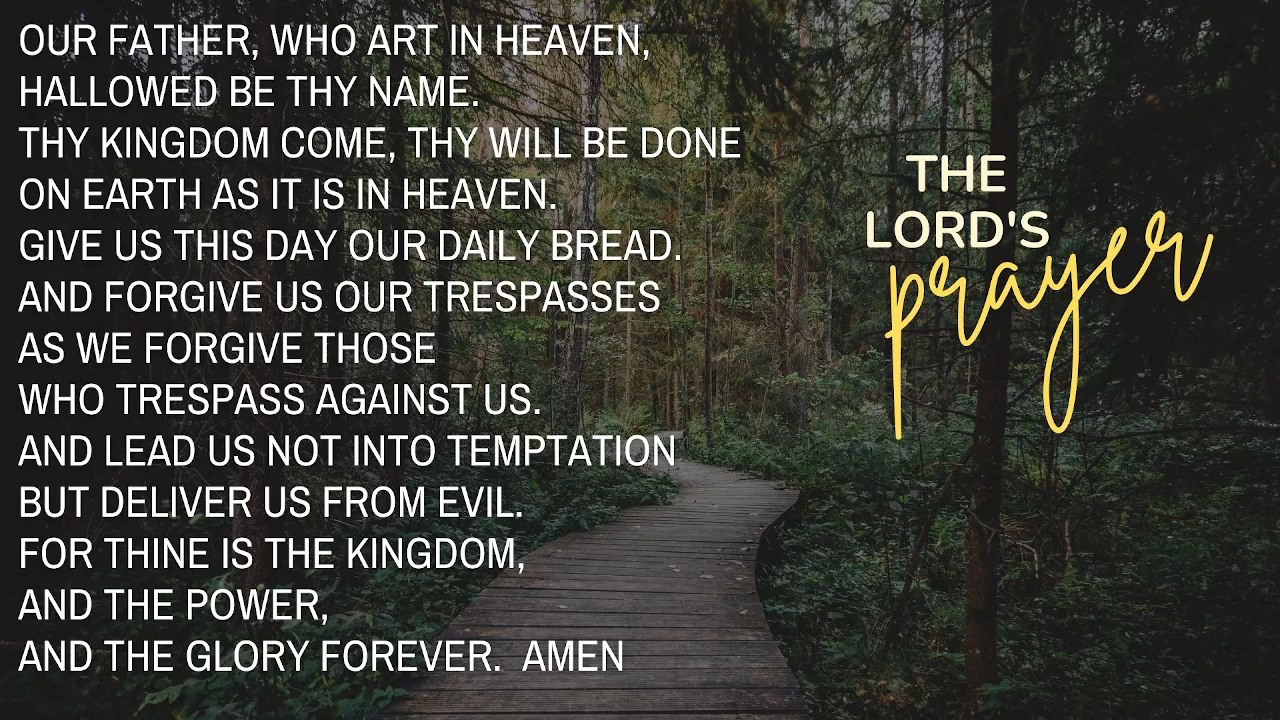 OUR FATHER, WHO ART IN HEAVEN,
HALLOWED BE THY NAME.
THY KINGDOM COME, THY WILL BE DONE
ON EARTH AS IT IS IN HEAVEN.
GIVE US THIS DAY OUR DAILY BREAD.
AND FORGIVE US OUR TRESPASSES
AS WE FORGIVE THOSE
WHO TRESPASS AGAINST US.
AND LEAD US NOT INTO TEMPTATION
BUT DELIVER US FROM EVIL.
FOR THINE IS THE KINGDOM,
AND THE POWER,
AND THE GLORY FOREVER.  AMEN
THE
LORD'S
prayer